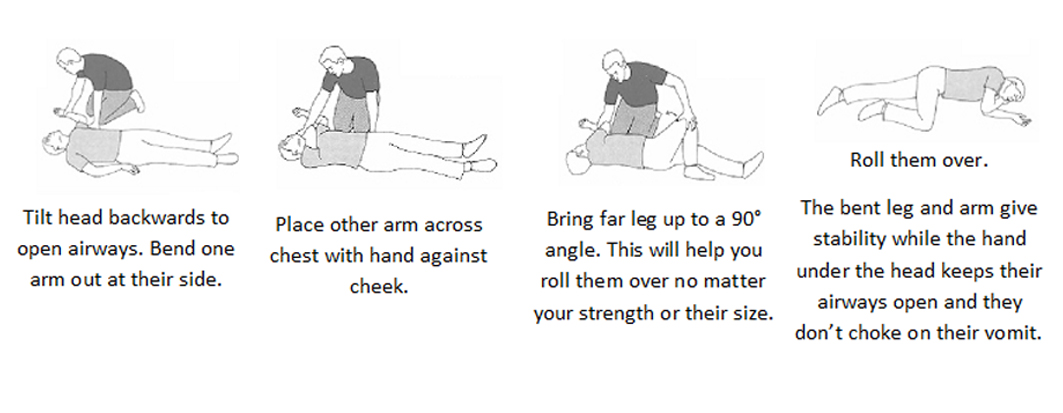 Tilt head backwards to
open airways. Bend one
arm out at their side.
Place other arm across
chest with hand against
cheek.
Bring far leg up to a 90°
angle. This will help you
roll them over no matter
your strength or their size.
Roll them over.
The bent leg and arm give
stability while the hand
under the head keeps their
airways open and they
don't choke on their vomit.